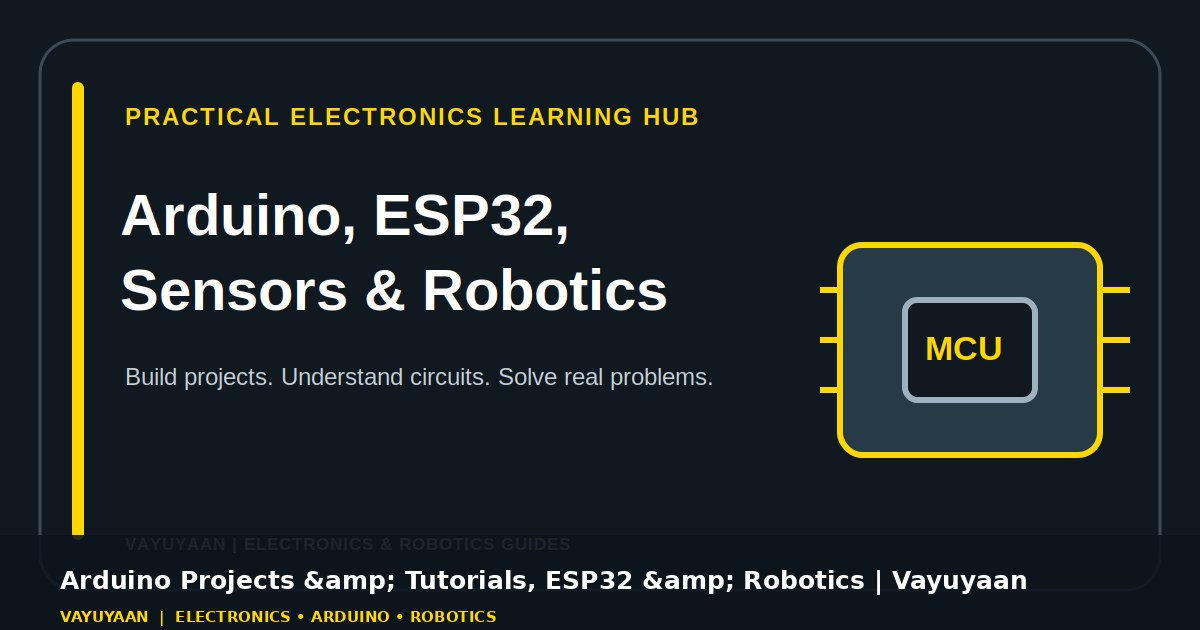 PRACTICAL ELECTRONICS LEARNING HUB
Arduino, ESP32,
Sensors & Robotics
Build projects. Understand circuits. Solve real problems.
MCU
VAYUYAAN | ELECTRONICS & ROBOTICS GUIDES
Arduino Projects &amp; Tutorials, ESP32 &amp; Robotics | Vayuyaan
VAYUYAAN | ELECTRONICS • ARDUINO • ROBOTICS